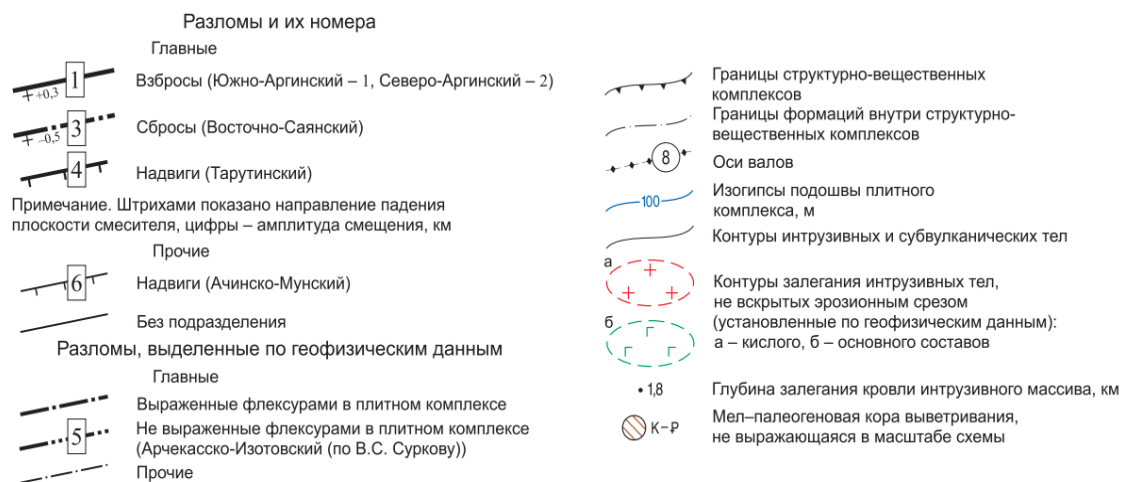 Разломы и их номера
Главные
1
+0,3
Взбросы (Южно-Аргинский – 1, Северо-Аргинский – 2)
3
–0,5
Сбросы (Восточно-Саянский)
4
Надвиги (Тарутинский)
Примечание. Штрихами показано направление падения
плоскости смесителя, цифры – амплитуда смещения, км
Прочие
6
Надвиги (Ачинско-Мунский)
Без подразделения
Разломы, выделенные по геофизическим данным
Главные
Выраженные флексурами в плитном комплексе
5
Не выраженные флексурами в плитном комплексе
(Арчекасско-Изотовский (по В.С. Суркову))
Прочие
Границы структурно-вещественных
комплексов
Границы формаций внутри структурно-
вещественных комплексов
8
Оси валов
100
Изогипсы подошвы плитного
комплекса, м
Контуры интрузивных и субвулканических тел
а
б
Контуры залегания интрузивных тел,
не вскрытых эрозионным срезом
(установленные по геофизическим данным):
а – кислого, б – основного составов
1,8
Глубина залегания кровли интрузивного массива, км
К–₽
Мел–палеогеновая кора выветривания,
не выражающаяся в масштабе схемы